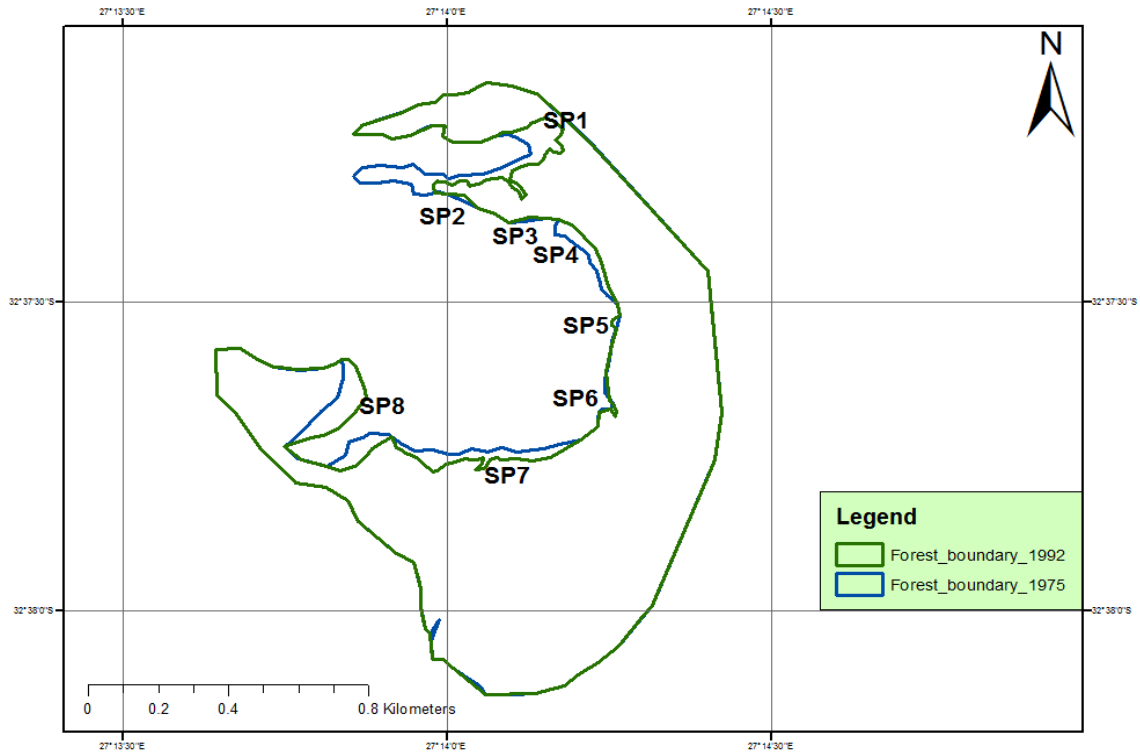 27°13'30"E 27°14'0"E 27°14'30"E
N
SP1
SP2
SP3
SP4
32°37'30"S 32°37'30"S
SP5
SP6
SP8
SP7
Legend
Forest_boundary_1992
Forest_boundary_1975
32°38'0"S 32°38'0"S
0 0.2 0.4 0.8 Kilometers
27°13'30"E 27°14'0"E 27°14'30"E